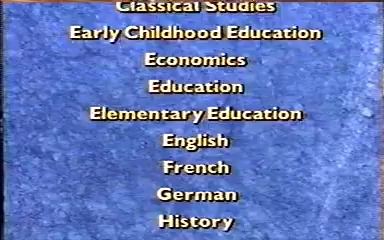 Classical Studies
Early Childhood Education
Economics
Education
Elementary Education
English
French
German
History